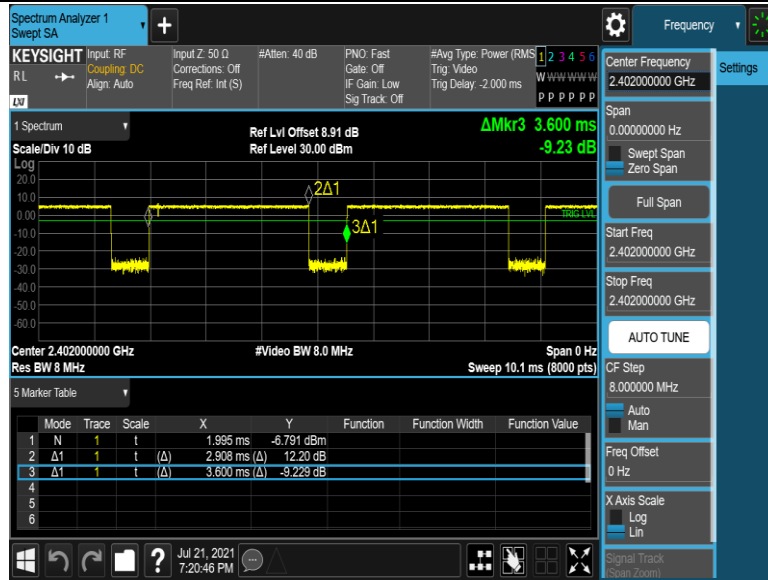 Spectrum Analyzer 1
Swept SA
Frequency
KEYSIGHT
RL
LXI
Input: RF
Coupling: DC
Align: Auto
Input Z: 50 Ω
Corrections: Off
Freq Ref: Int (S)
#Atten: 40 dB
PNO: Fast
Gate: Off
IF Gain: Low
Sig Track: Off
#Avg Type: Power (RMS
Trig: Video
Trig Delay: -2.000 ms
1 2 3 4 5 6
W W W W W W
P P P P P P
1 Spectrum
Scale/Div 10 dB
Ref Lvl Offset 8.91 dB
Ref Level 30.00 dBm
ΔMkr3 3.600 ms
-9.23 dB
Log
20.0
10.0
0.00
-10.0
-20.0
-30.0
-40.0
-50.0
-60.0
1
2Δ1
3Δ1
TRIG LVL
Center 2.402000000 GHz
Res BW 8 MHz
#Video BW 8.0 MHz
Span 0 Hz
Sweep 10.1 ms (8000 pts)
5 Marker Table
Mode Trace Scale X Y Function Function Width Function Value
1 N 1 t 1.995 ms -6.791 dBm
2 Δ1 1 t (Δ) 2.908 ms (Δ) 12.20 dB
3 Δ1 1 t (Δ) 3.600 ms (Δ) -9.229 dB
4
5
6
?
Jul 21, 2021
7:20:46 PM
Center Frequency
2.402000000 GHz
Settings
Span
0.00000000 Hz
Swept Span
Zero Span
Full Span
Start Freq
2.402000000 GHz
Stop Freq
2.402000000 GHz
AUTO TUNE
CF Step
8.000000 MHz
Auto
Man
Freq Offset
0 Hz
X Axis Scale
Log
Lin
Signal Track
(Span Zoom)